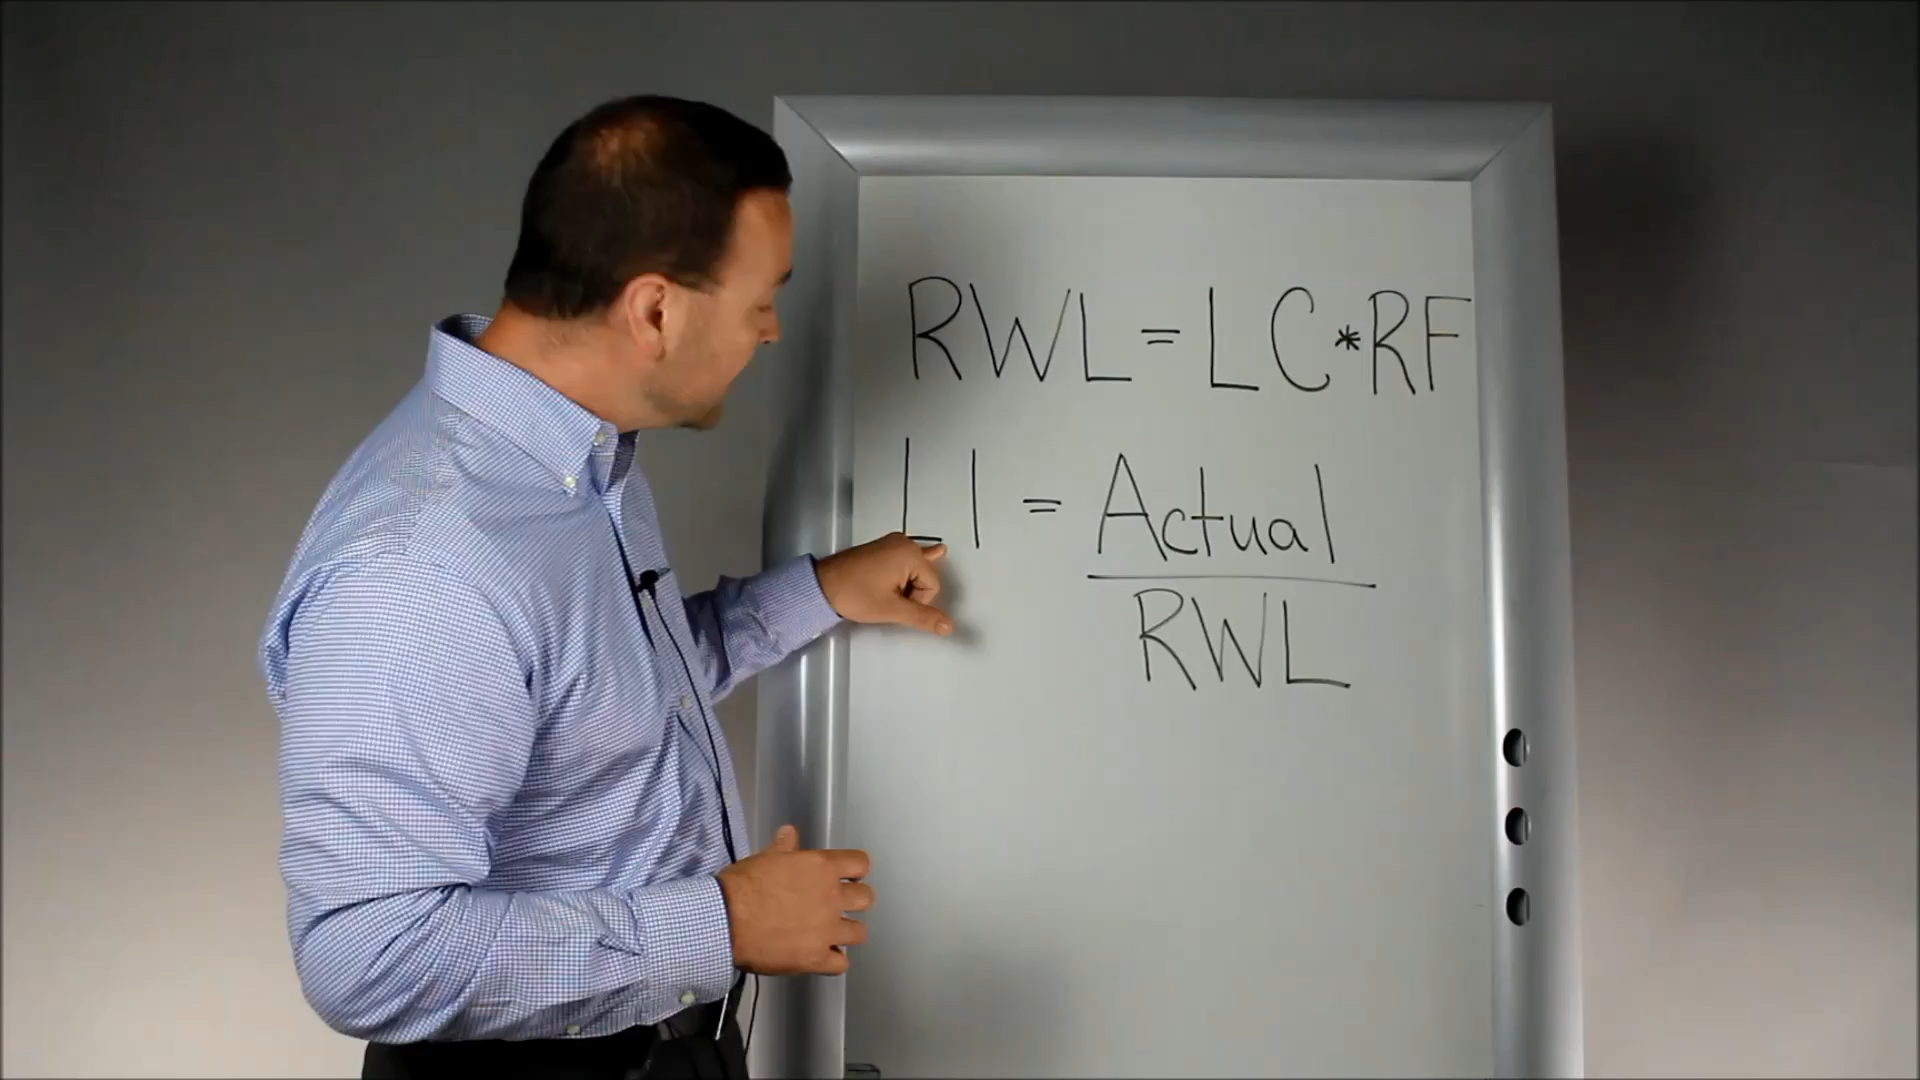 RWL = LC * RF
LI = Actual
RWL